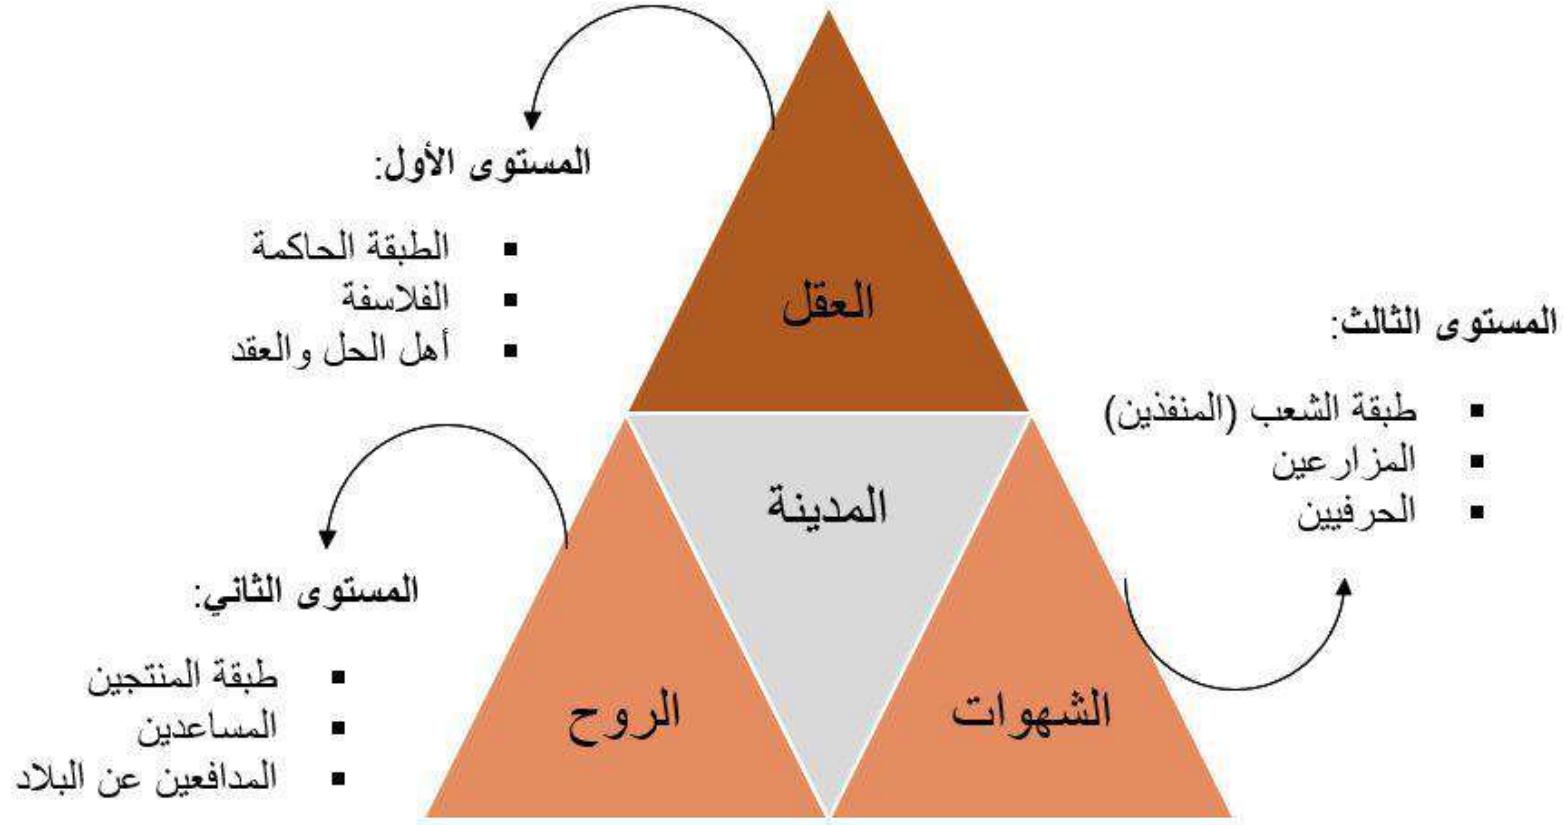 المستوى الأول:
▪ الطبقة الحاكمة
▪ الفلاسفة
▪ أهل الحل والعقد
العقل
المستوى الثالث:
▪ طبقة الشعب (المنفذين)
▪ المزارعين
▪ الحرفيين
المدينة
المستوى الثاني:
▪ طبقة المنتجين
▪ المساعدين
▪ المدافعين عن البلاد
الشهوات
الروح